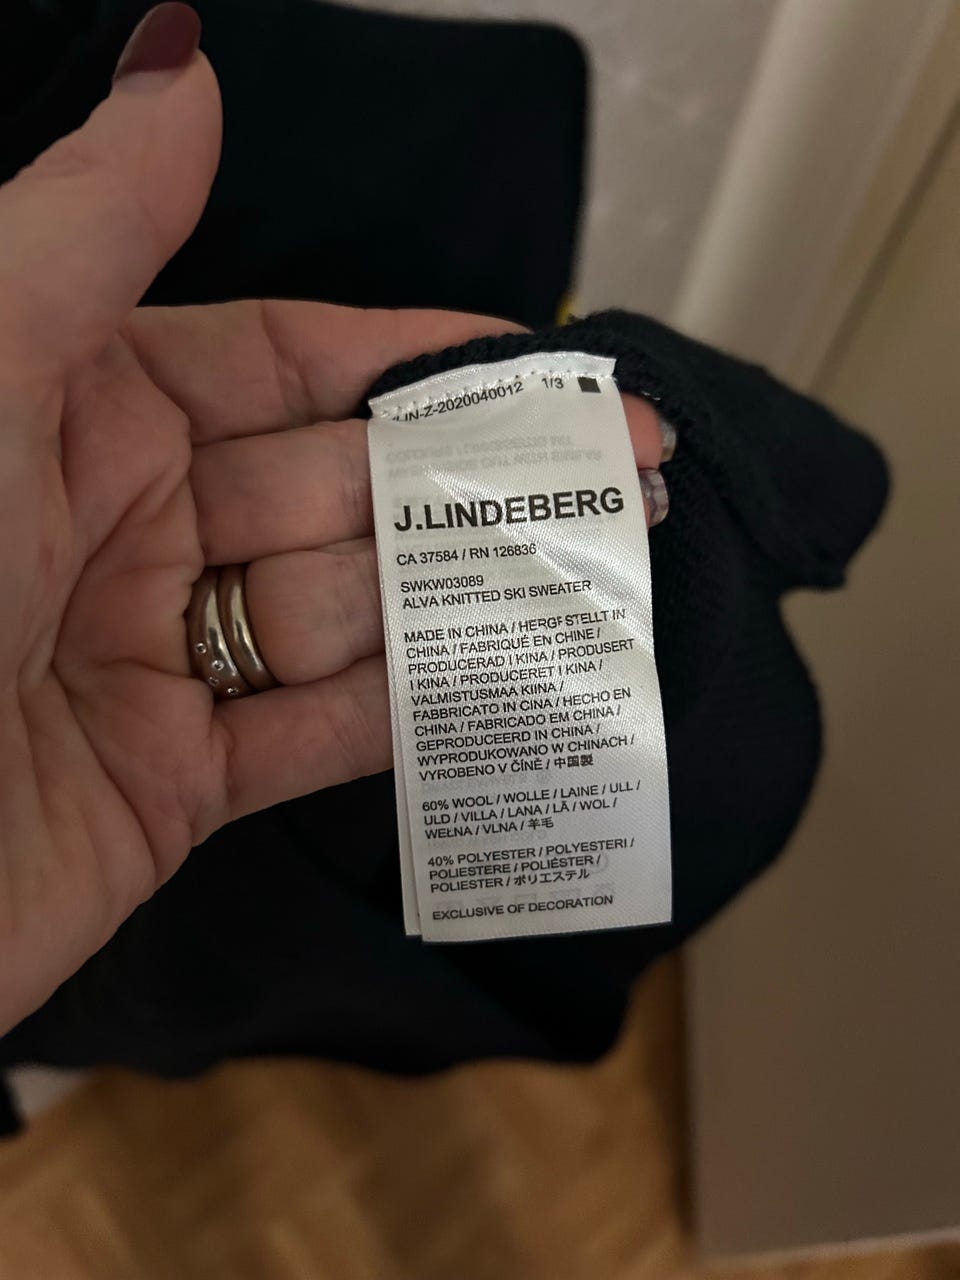 LIN-Z-2020040012 1/3
J.LINDEBERG
CA 37584 / RN 126836
SWKW03089
ALVA KNITTED SKI SWEATER
MADE IN CHINA / HERGESTELLT IN
CHINA / FABRIQUÉ EN CHINE /
PRODUCERAD I KINA / PRODUSERT
I KINA / PRODUCERET I KINA /
VALMISTUSMAA KIINA /
FABBRICATO IN CINA / HECHO EN
CHINA / FABRICADO EM CHINA /
GEPRODUCEERD IN CHINA /
WYPRODUKOWANO W CHINACH /
VYROBENO V ČÍNĚ / 中国製
60% WOOL / WOLLE / LAINE / ULL /
ULD / VILLA / LANA / LÃ / WOL /
WEŁNA / VLNA / 羊毛
40% POLYESTER / POLYESTERI /
POLIESTERE / POLIÉSTER /
POLIESTER / ポリエステル
EXCLUSIVE OF DECORATION